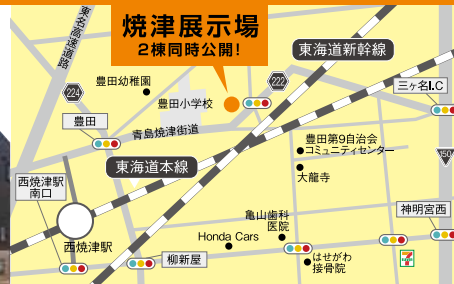 焼津展示場
2棟同時公開!
東名高速道路
東海道新幹線
224
豊田幼稚園
豊田小学校
222
三ヶ名I.C
豊田
青島焼津街道
豊田第9自治会
コミュニティセンター
150
東海道本線
大龍寺
西焼津駅
南口
亀山歯科
医院
神明宮西
西焼津駅
Honda Cars
柳新屋
はせがわ
接骨院